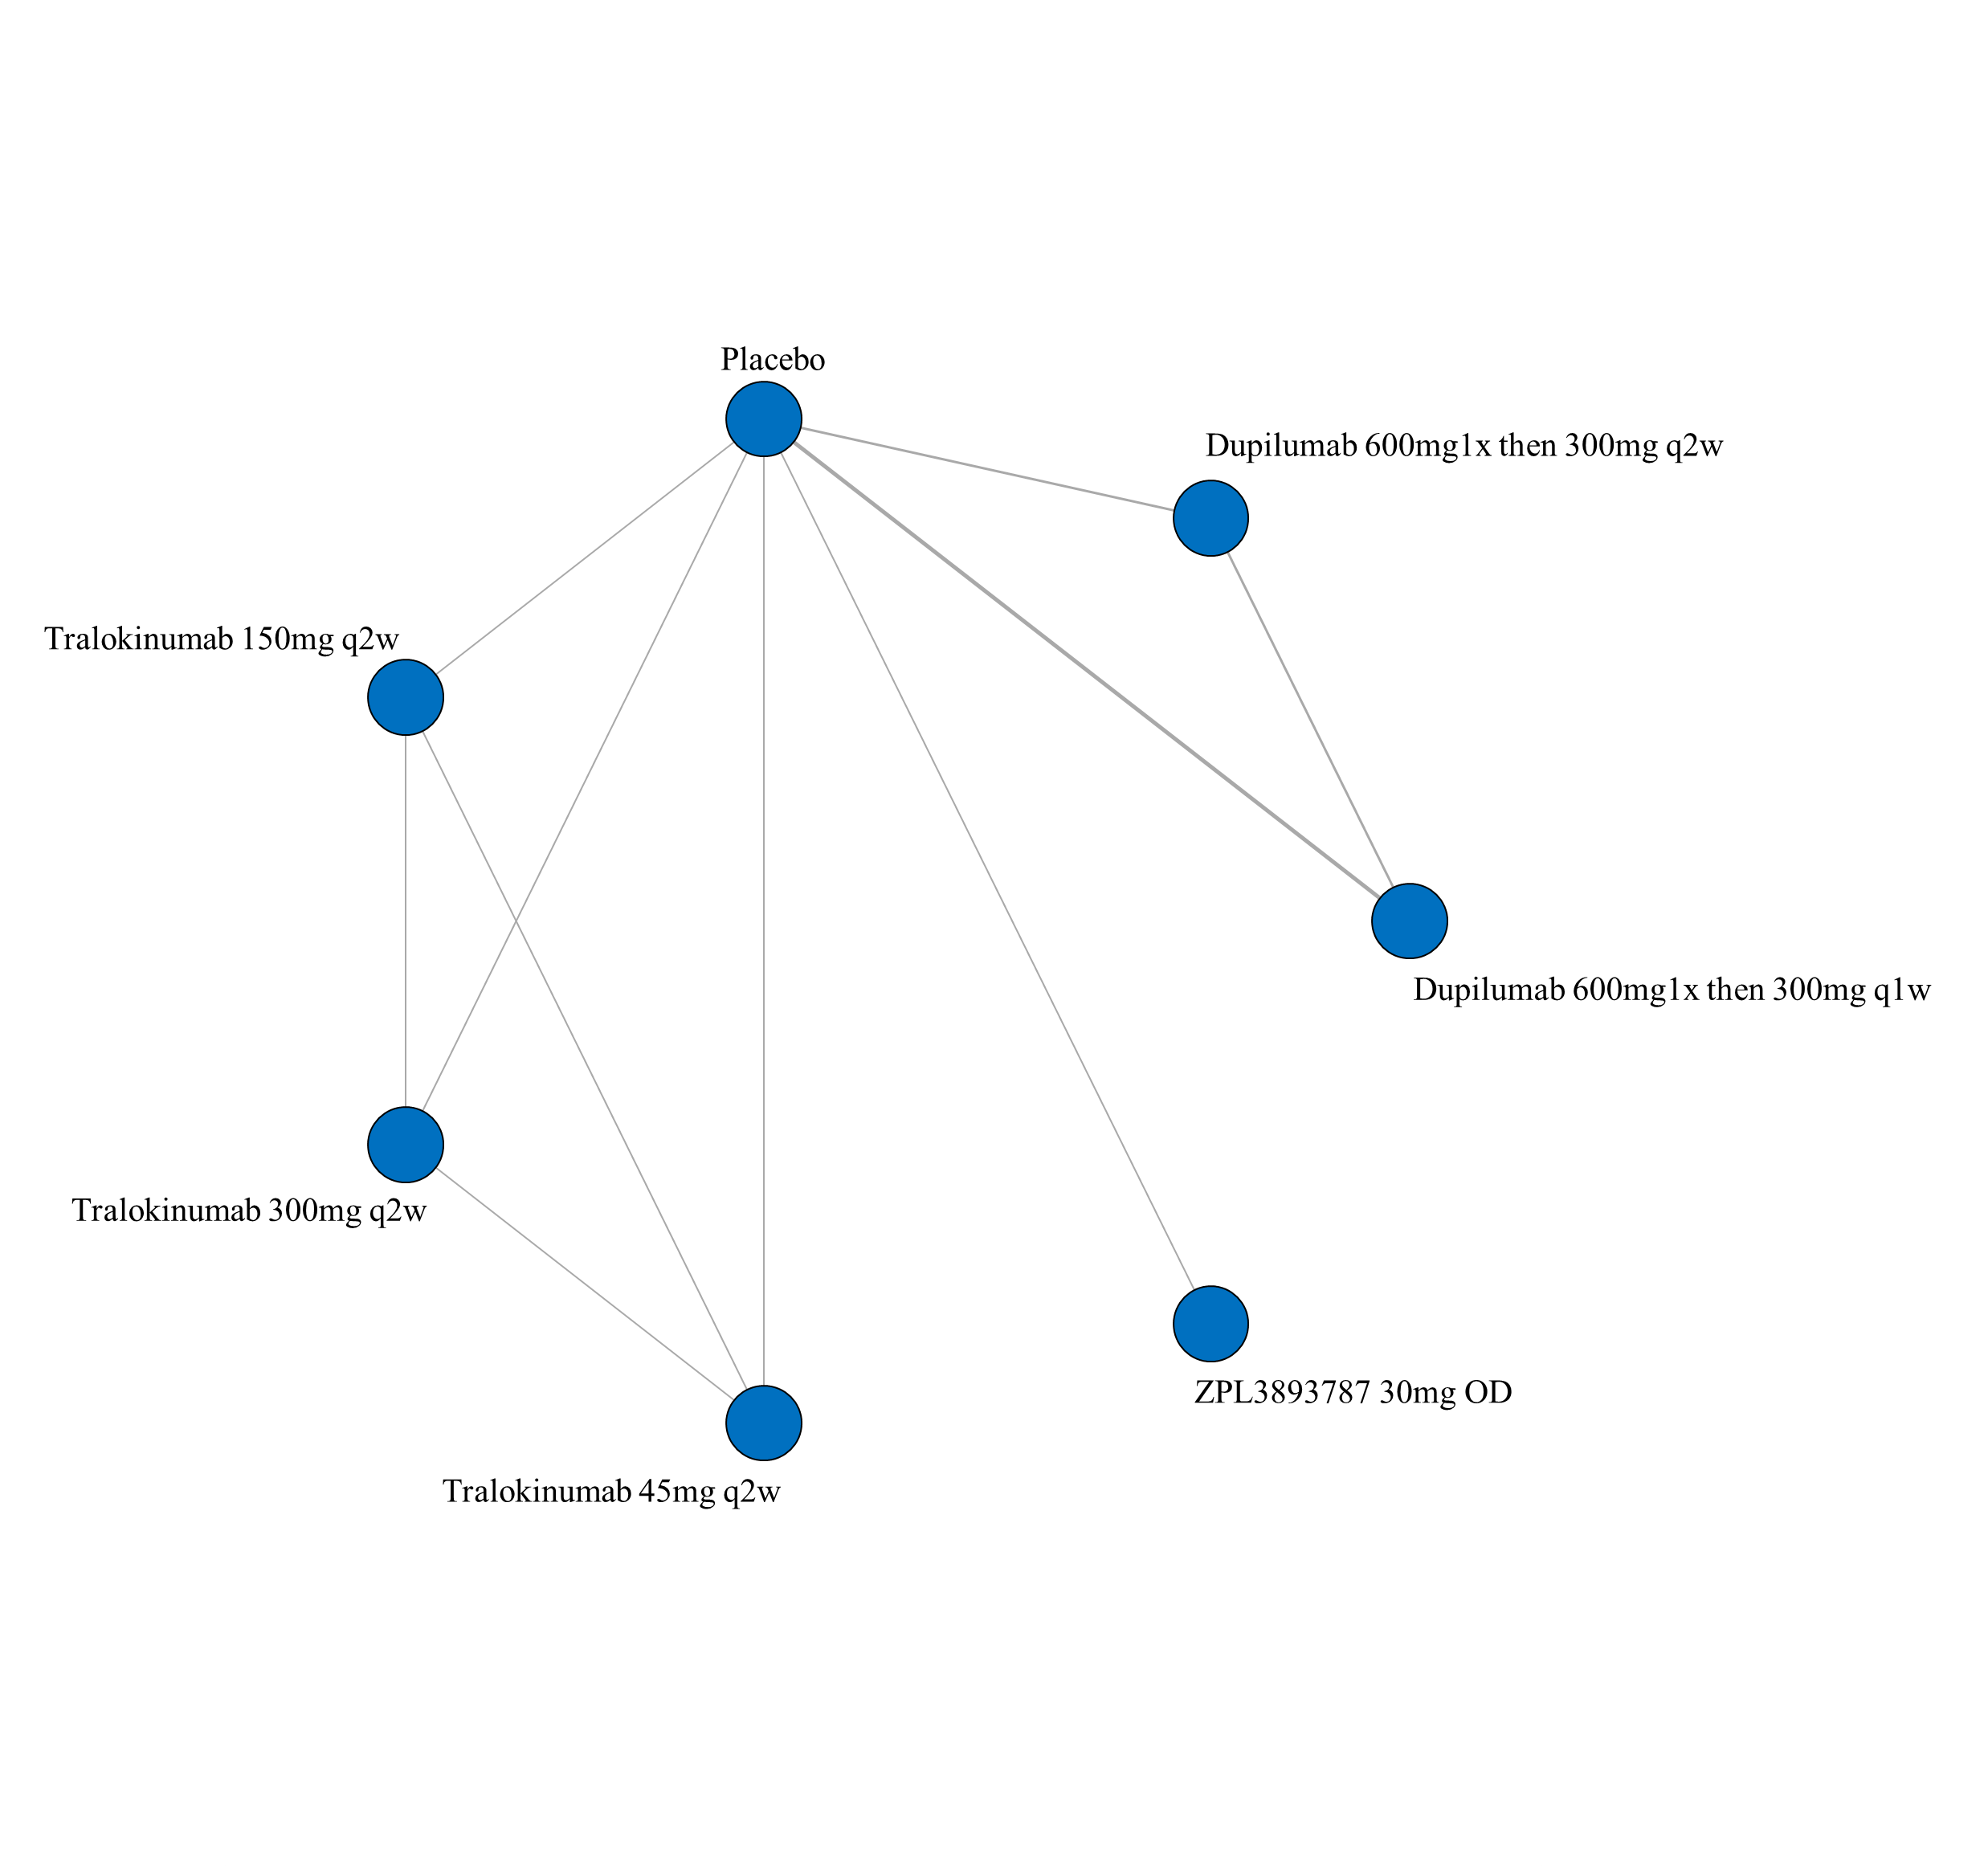 Placebo
Dupilumab 600mg1x then 300mg q2w
Tralokinumab 150mg q2w
Dupilumab 600mg1x then 300mg q1w
Tralokinumab 300mg q2w
ZPL3893787 30mg OD
Tralokinumab 45mg q2w